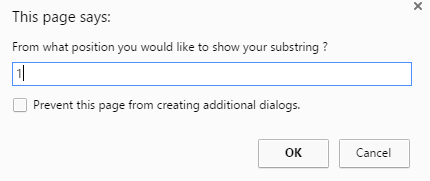 This page says:
From what position you would like to show your substring ?
1
Prevent this page from creating additional dialogs.
OK Cancel